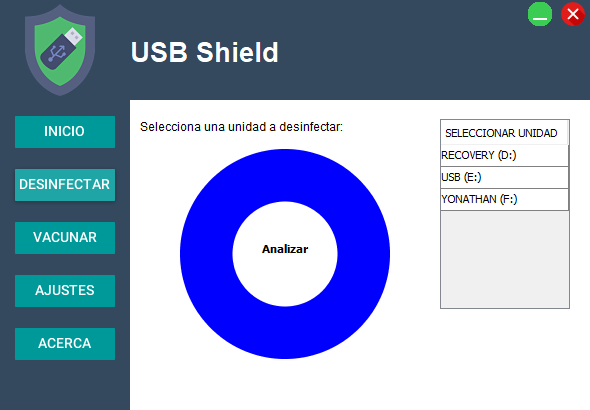 USB Shield
INICIO
DESINFECTAR
VACUNAR
AJUSTES
ACERCA
Selecciona una unidad a desinfectar:
Analizar
SELECCIONAR UNIDAD
RECOVERY (D:)
USB (E:)
YONATHAN (F:)